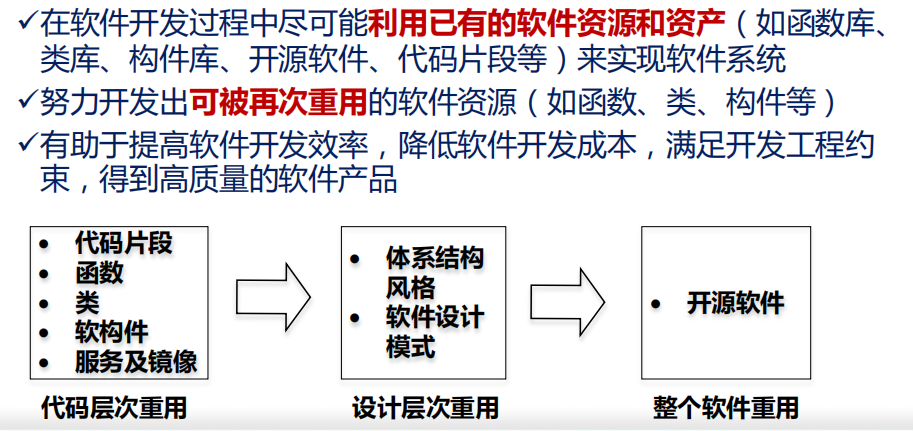 ✓在软件开发过程中尽可能利用已有的软件资源和资产（如函数库、
类库、构件库、开源软件、代码片段等）来实现软件系统
✓努力开发出可被再次重用的软件资源（如函数、类、构件等）
✓有助于提高软件开发效率，降低软件开发成本，满足开发工程约
束，得到高质量的软件产品
• 代码片段
• 函数
• 类
• 软构件
• 服务及镜像
代码层次重用
• 体系结构
风格
• 软件设计
模式
设计层次重用
• 开源软件
整个软件重用